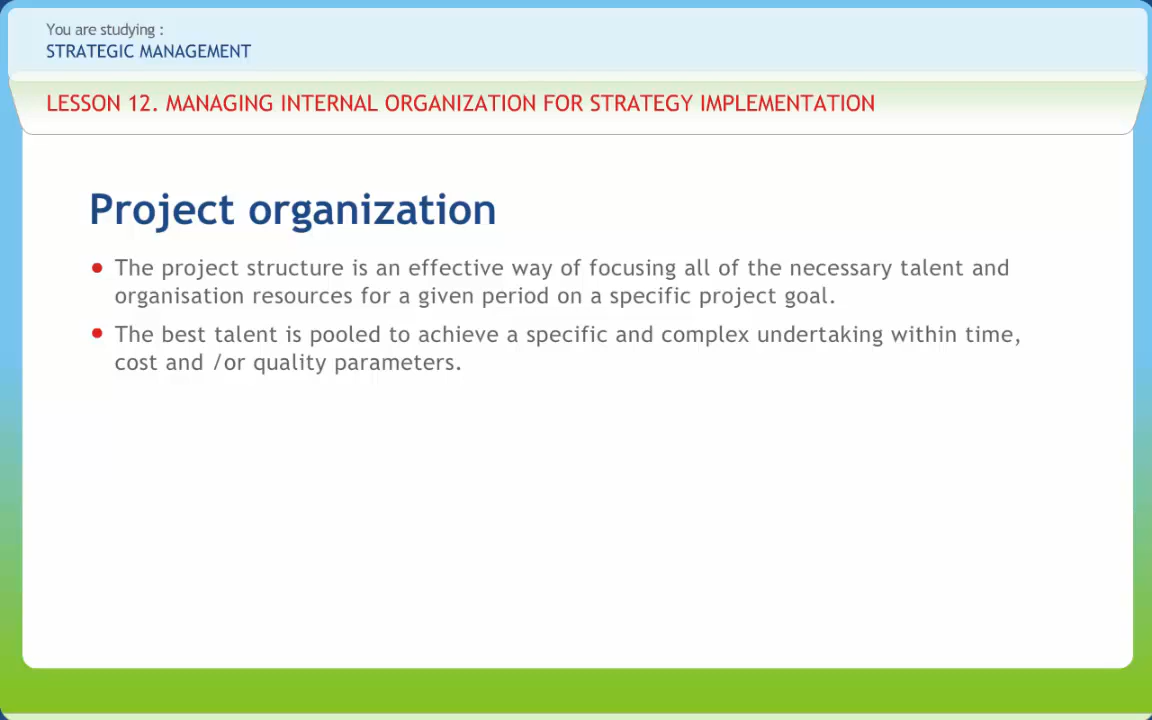 You are studying :
STRATEGIC MANAGEMENT
LESSON 12. MANAGING INTERNAL ORGANIZATION FOR STRATEGY IMPLEMENTATION
Project organization
• The project structure is an effective way of focusing all of the necessary talent and
organisation resources for a given period on a specific project goal.
• The best talent is pooled to achieve a specific and complex undertaking within time,
cost and /or quality parameters.